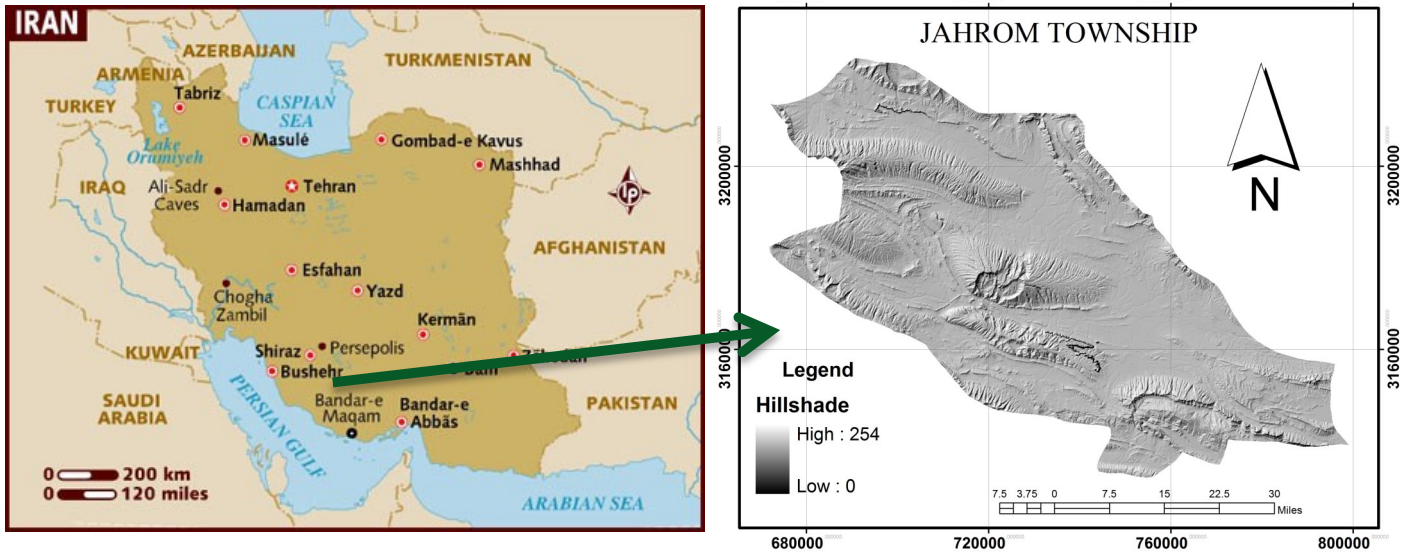 IRAN
AZERBAIJAN
ARMENIA
TURKMENISTAN
Tabriz
TURKEY
CASPIAN
SEA
Masulé
Gombad-e Kavus
Lake
Orumiyeh
Mashhad
IRAQ
Ali-Sadr
Caves
Tehran
Hamadan
lp
AFGHANISTAN
Esfahan
Yazd
Chogha
Zambil
Kermān
KUWAIT
Shiraz
Persepolis
Bushehr
SAUDI
ARABIA
PERSIAN GULF
Bandar-e
Maqam
Bandar-e
Abbās
PAKISTAN
0 200 km
0 120 miles
ARABIAN SEA
JAHROM TOWNSHIP
N
3200000
3200000
3160000
3160000
Legend
Hillshade
High : 254
Low : 0
7.5 3.75 0 7.5 15 22.5 30
Miles
680000 720000 760000 800000